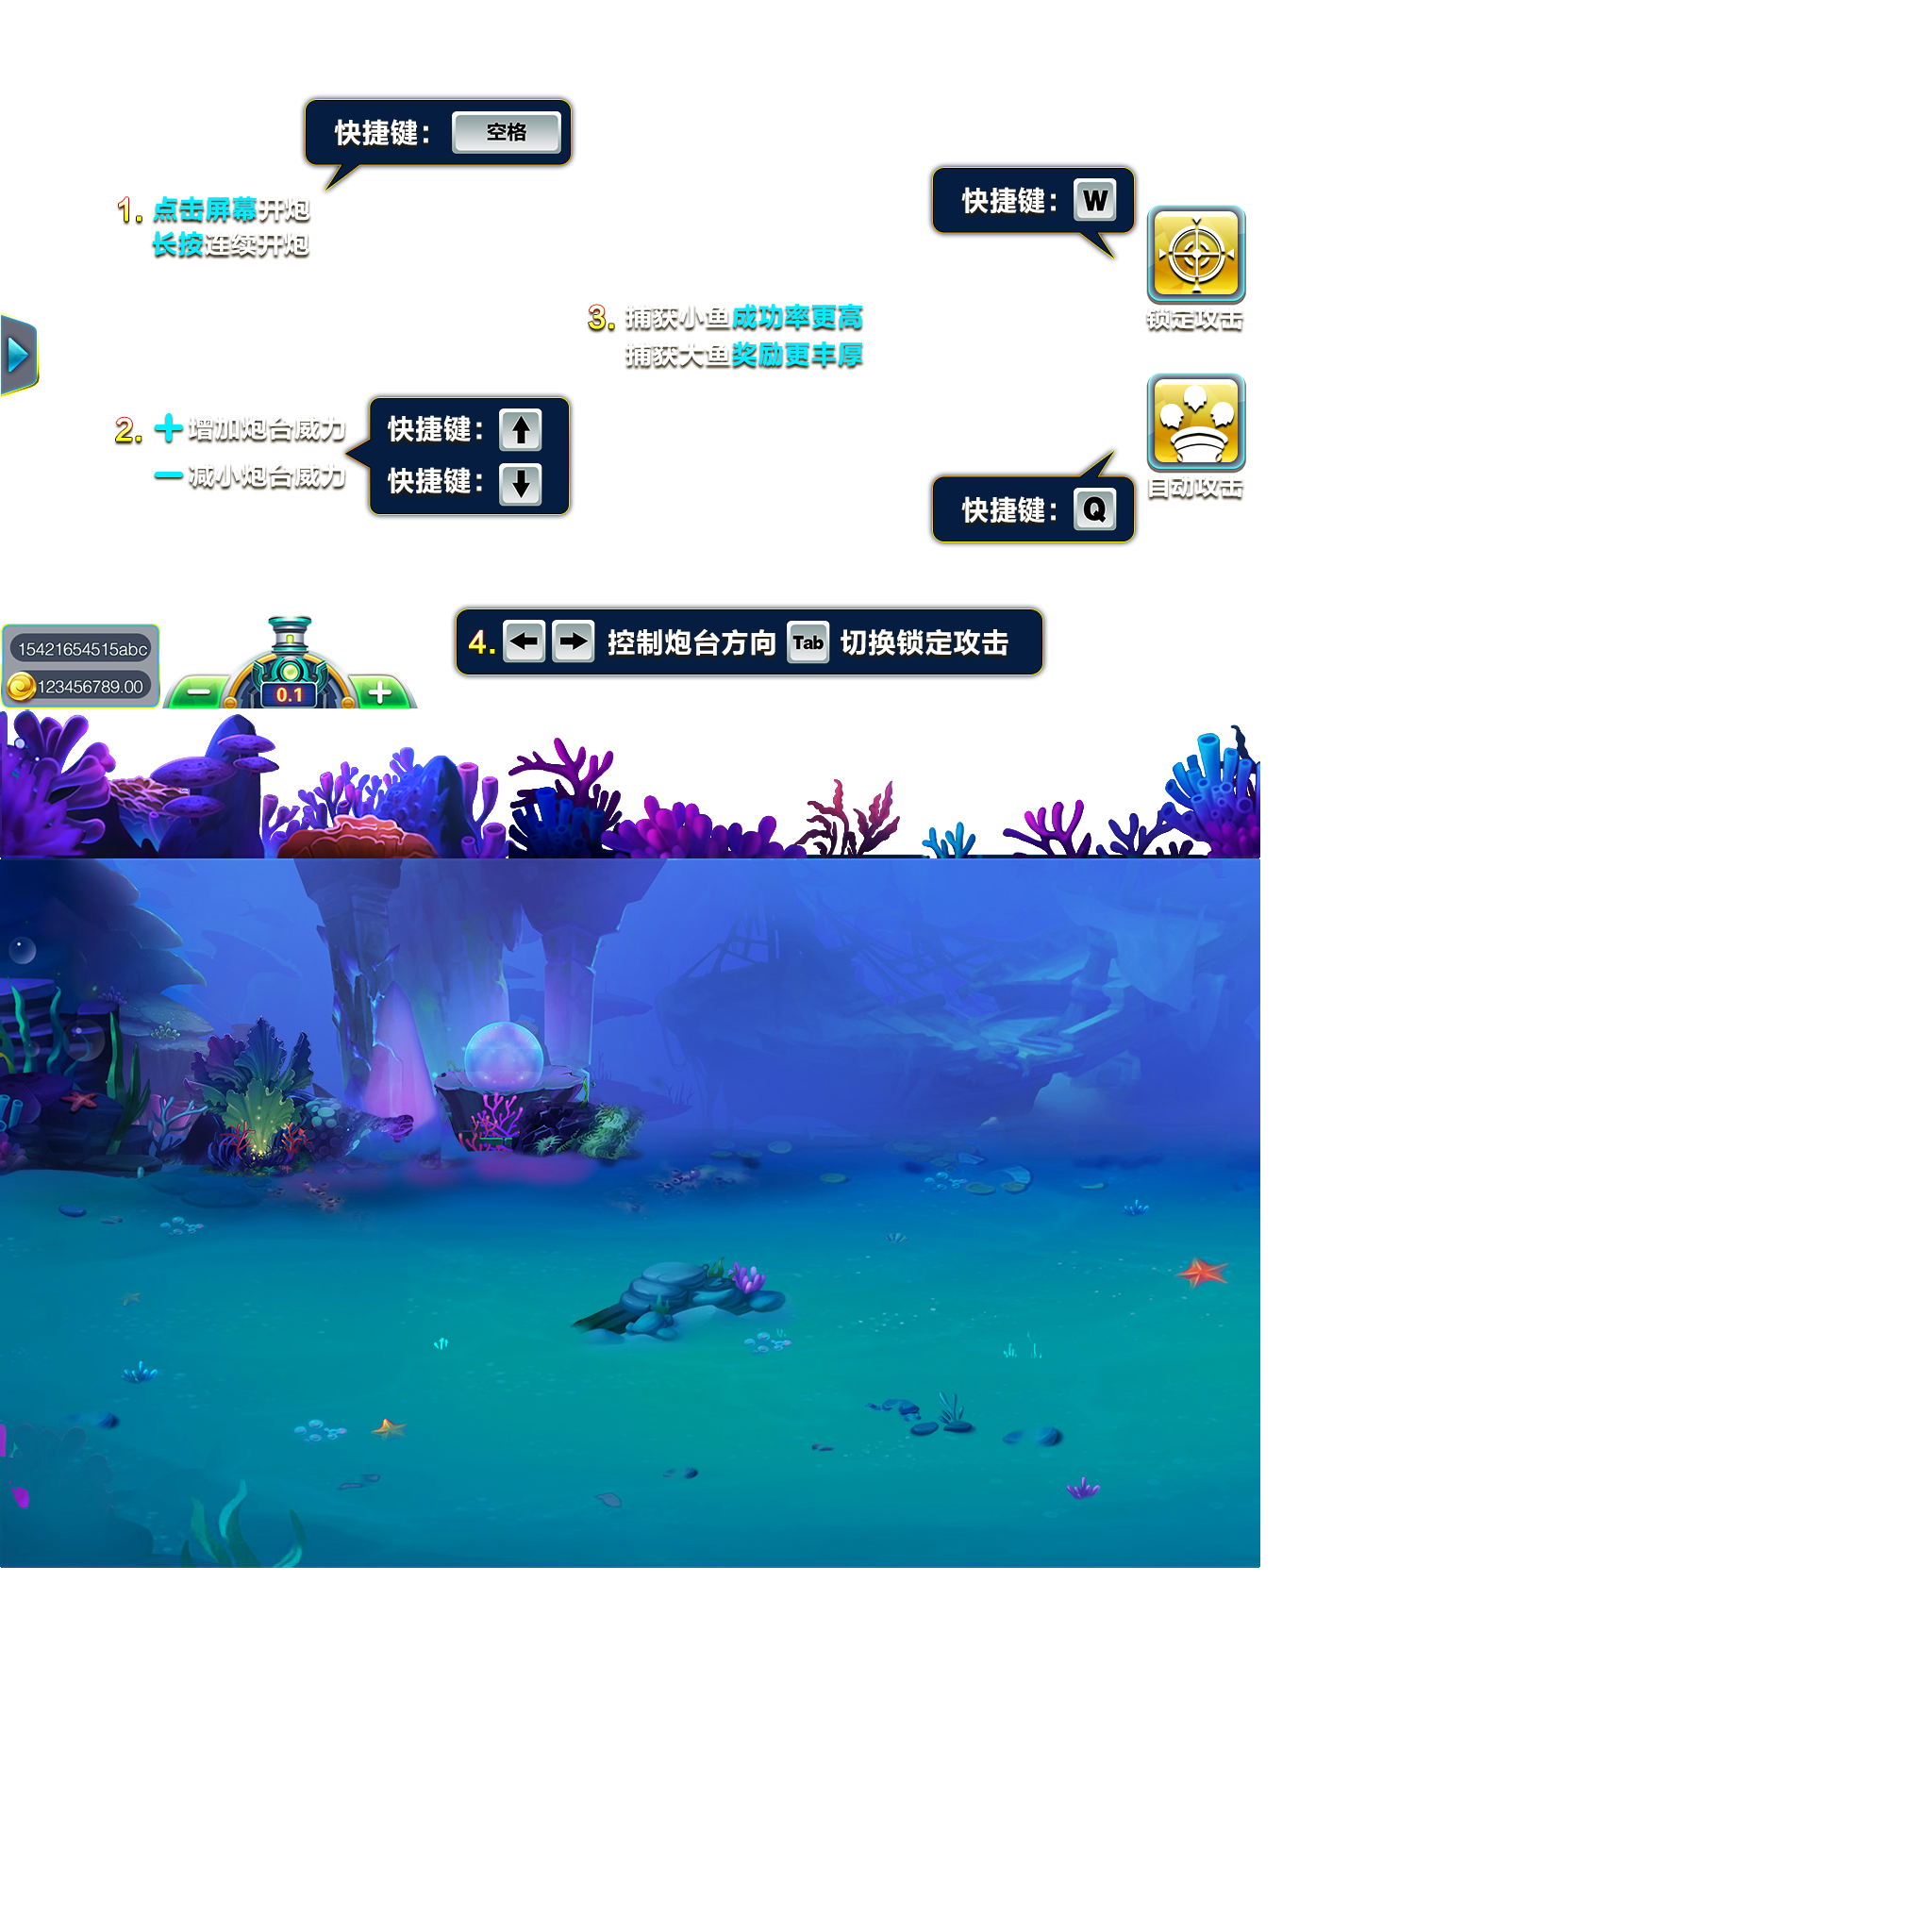 快捷键： 空格
1. 点击屏幕开炮
长按连续开炮
快捷键： W
锁定攻击
3. 捕获小鱼成功率更高
捕获大鱼奖励更丰厚
2. +增加炮台威力
−减小炮台威力
快捷键： ↑
快捷键： ↓
自动攻击
快捷键： Q
4. ← → 控制炮台方向 Tab 切换锁定攻击
15421654515abc
123456789.00
− 0.1 +